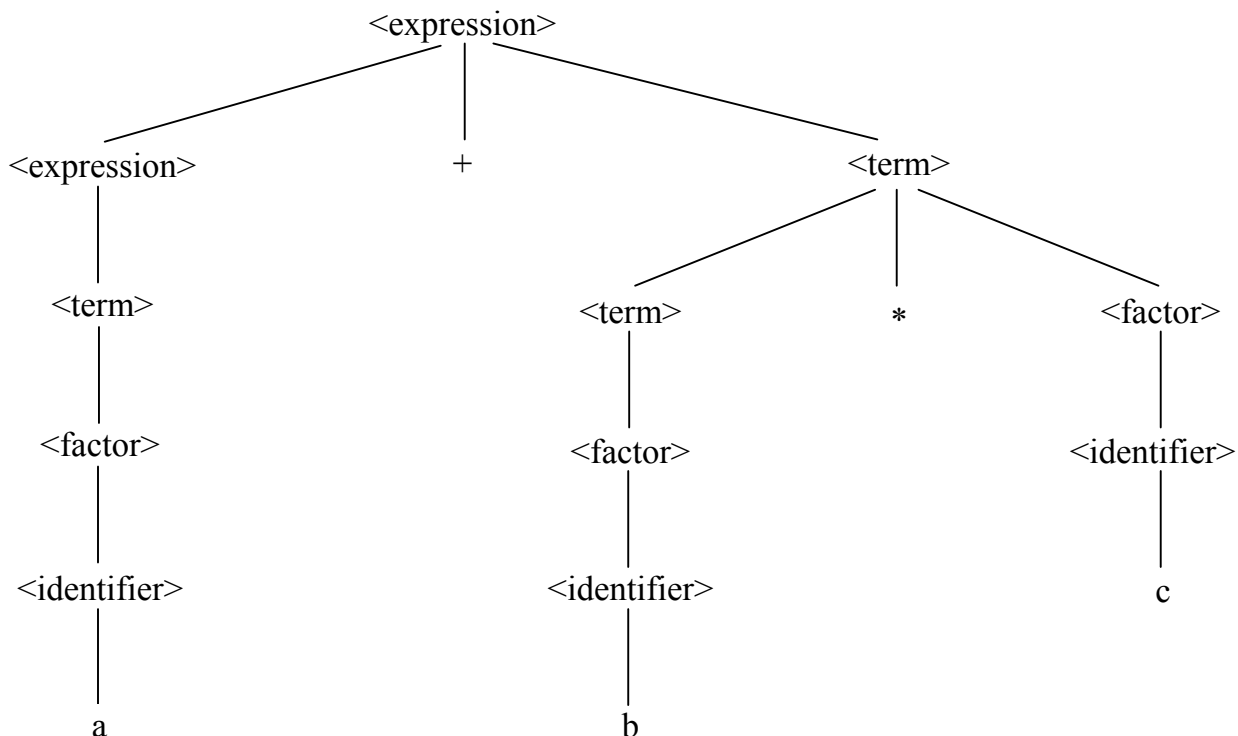 <expression>
<expression> + <term>
<term> <term> * <factor>
<factor> <factor> <identifier>
<identifier> <identifier> c
a b